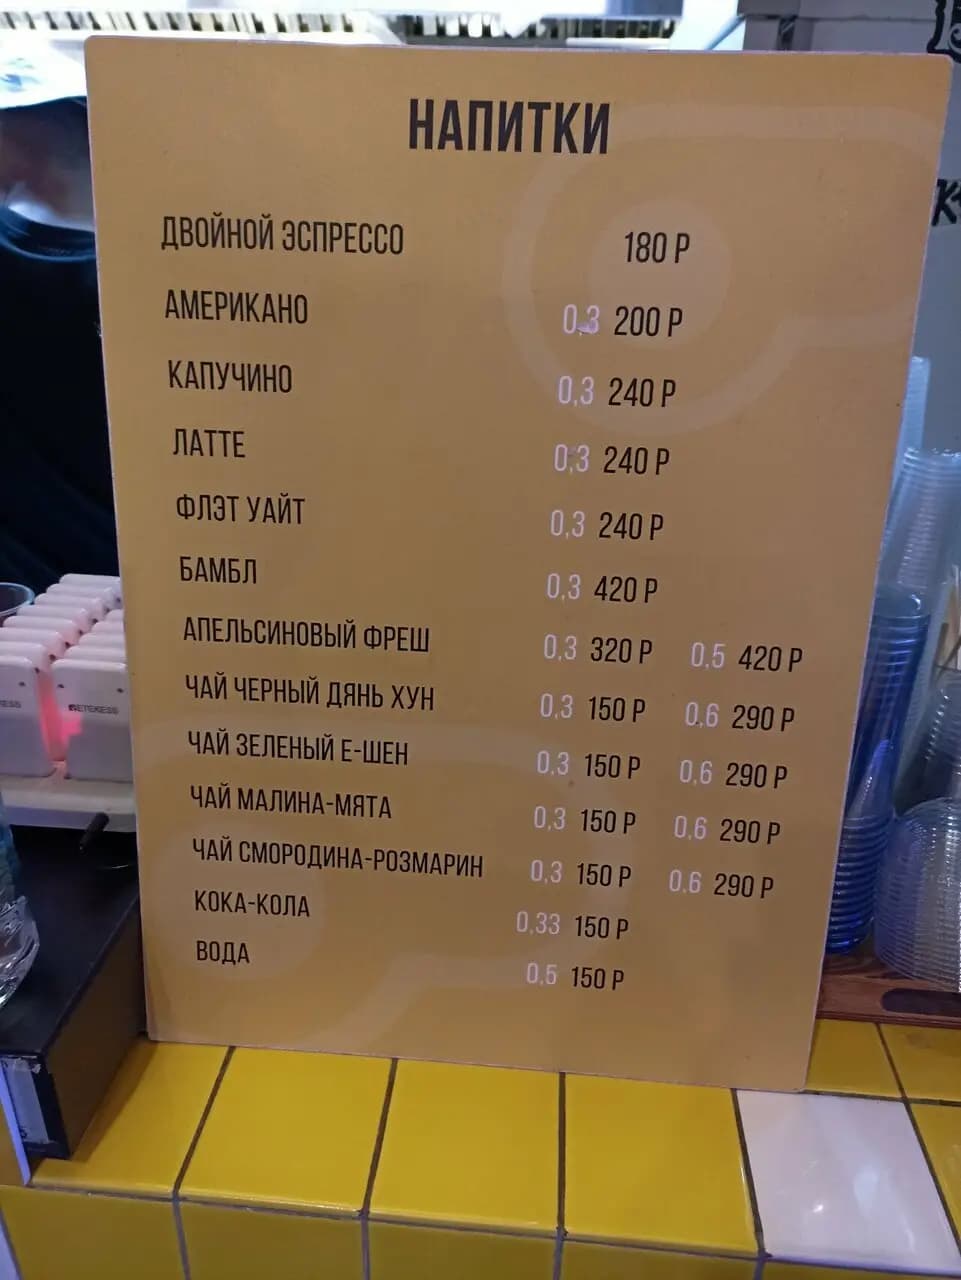 НАПИТКИ
ДВОЙНОЙ ЭСПРЕССО 180 Р
АМЕРИКАНО 0,3 200 Р
КАПУЧИНО 0,3 240 Р
ЛАТТЕ 0,3 240 Р
ФЛЭТ УАЙТ 0,3 240 Р
БАМБЛ 0,3 420 Р
АПЕЛЬСИНОВЫЙ ФРЕШ 0,3 320 Р 0,5 420 Р
ЧАЙ ЧЕРНЫЙ ДЯНЬ ХУН 0,3 150 Р 0,6 290 Р
ЧАЙ ЗЕЛЕНЫЙ Е-ШЕН 0,3 150 Р 0,6 290 Р
ЧАЙ МАЛИНА-МЯТА 0,3 150 Р 0,6 290 Р
ЧАЙ СМОРОДИНА-РОЗМАРИН 0,3 150 Р 0.6 290 Р
КОКА-КОЛА 0,33 150 Р
ВОДА 0.5 150 Р
RETEKESS